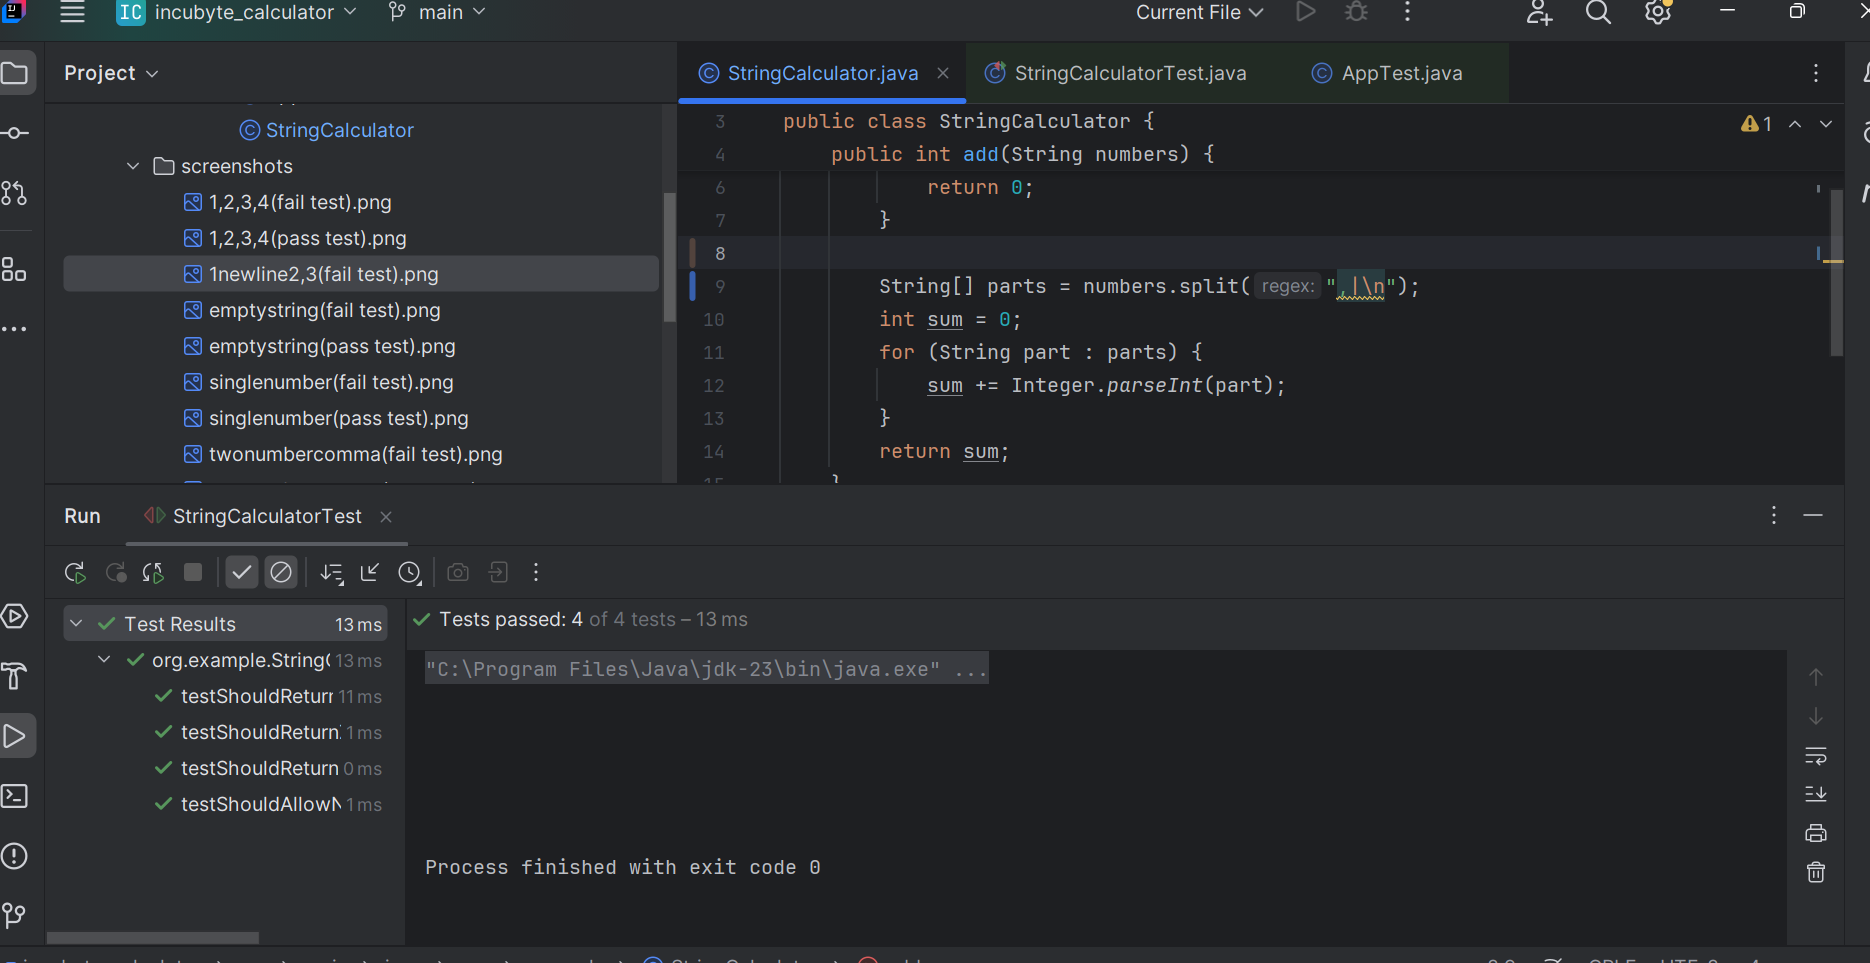 IC incubyte_calculator main Current File
Project
StringCalculator.java StringCalculatorTest.java AppTest.java
StringCalculator
screenshots
1,2,3,4(fail test).png
1,2,3,4(pass test).png
1newline2,3(fail test).png
emptystring(fail test).png
emptystring(pass test).png
singlenumber(fail test).png
singlenumber(pass test).png
twonumbercomma(fail test).png
3 public class StringCalculator { 1
4 public int add(String numbers) {
6 return 0;
7 }
8
9 String[] parts = numbers.split( regex: ",|\n");
10 int sum = 0;
11 for (String part : parts) {
12 sum += Integer.parseInt(part);
13 }
14 return sum;
15 }
Run StringCalculatorTest
Test Results 13 ms
org.example.String 13 ms
testShouldReturn 11 ms
testShouldReturn 1 ms
testShouldReturn 0 ms
testShouldAllow 1 ms
Tests passed: 4 of 4 tests – 13 ms
"C:\Program Files\Java\jdk-23\bin\java.exe" ...
Process finished with exit code 0